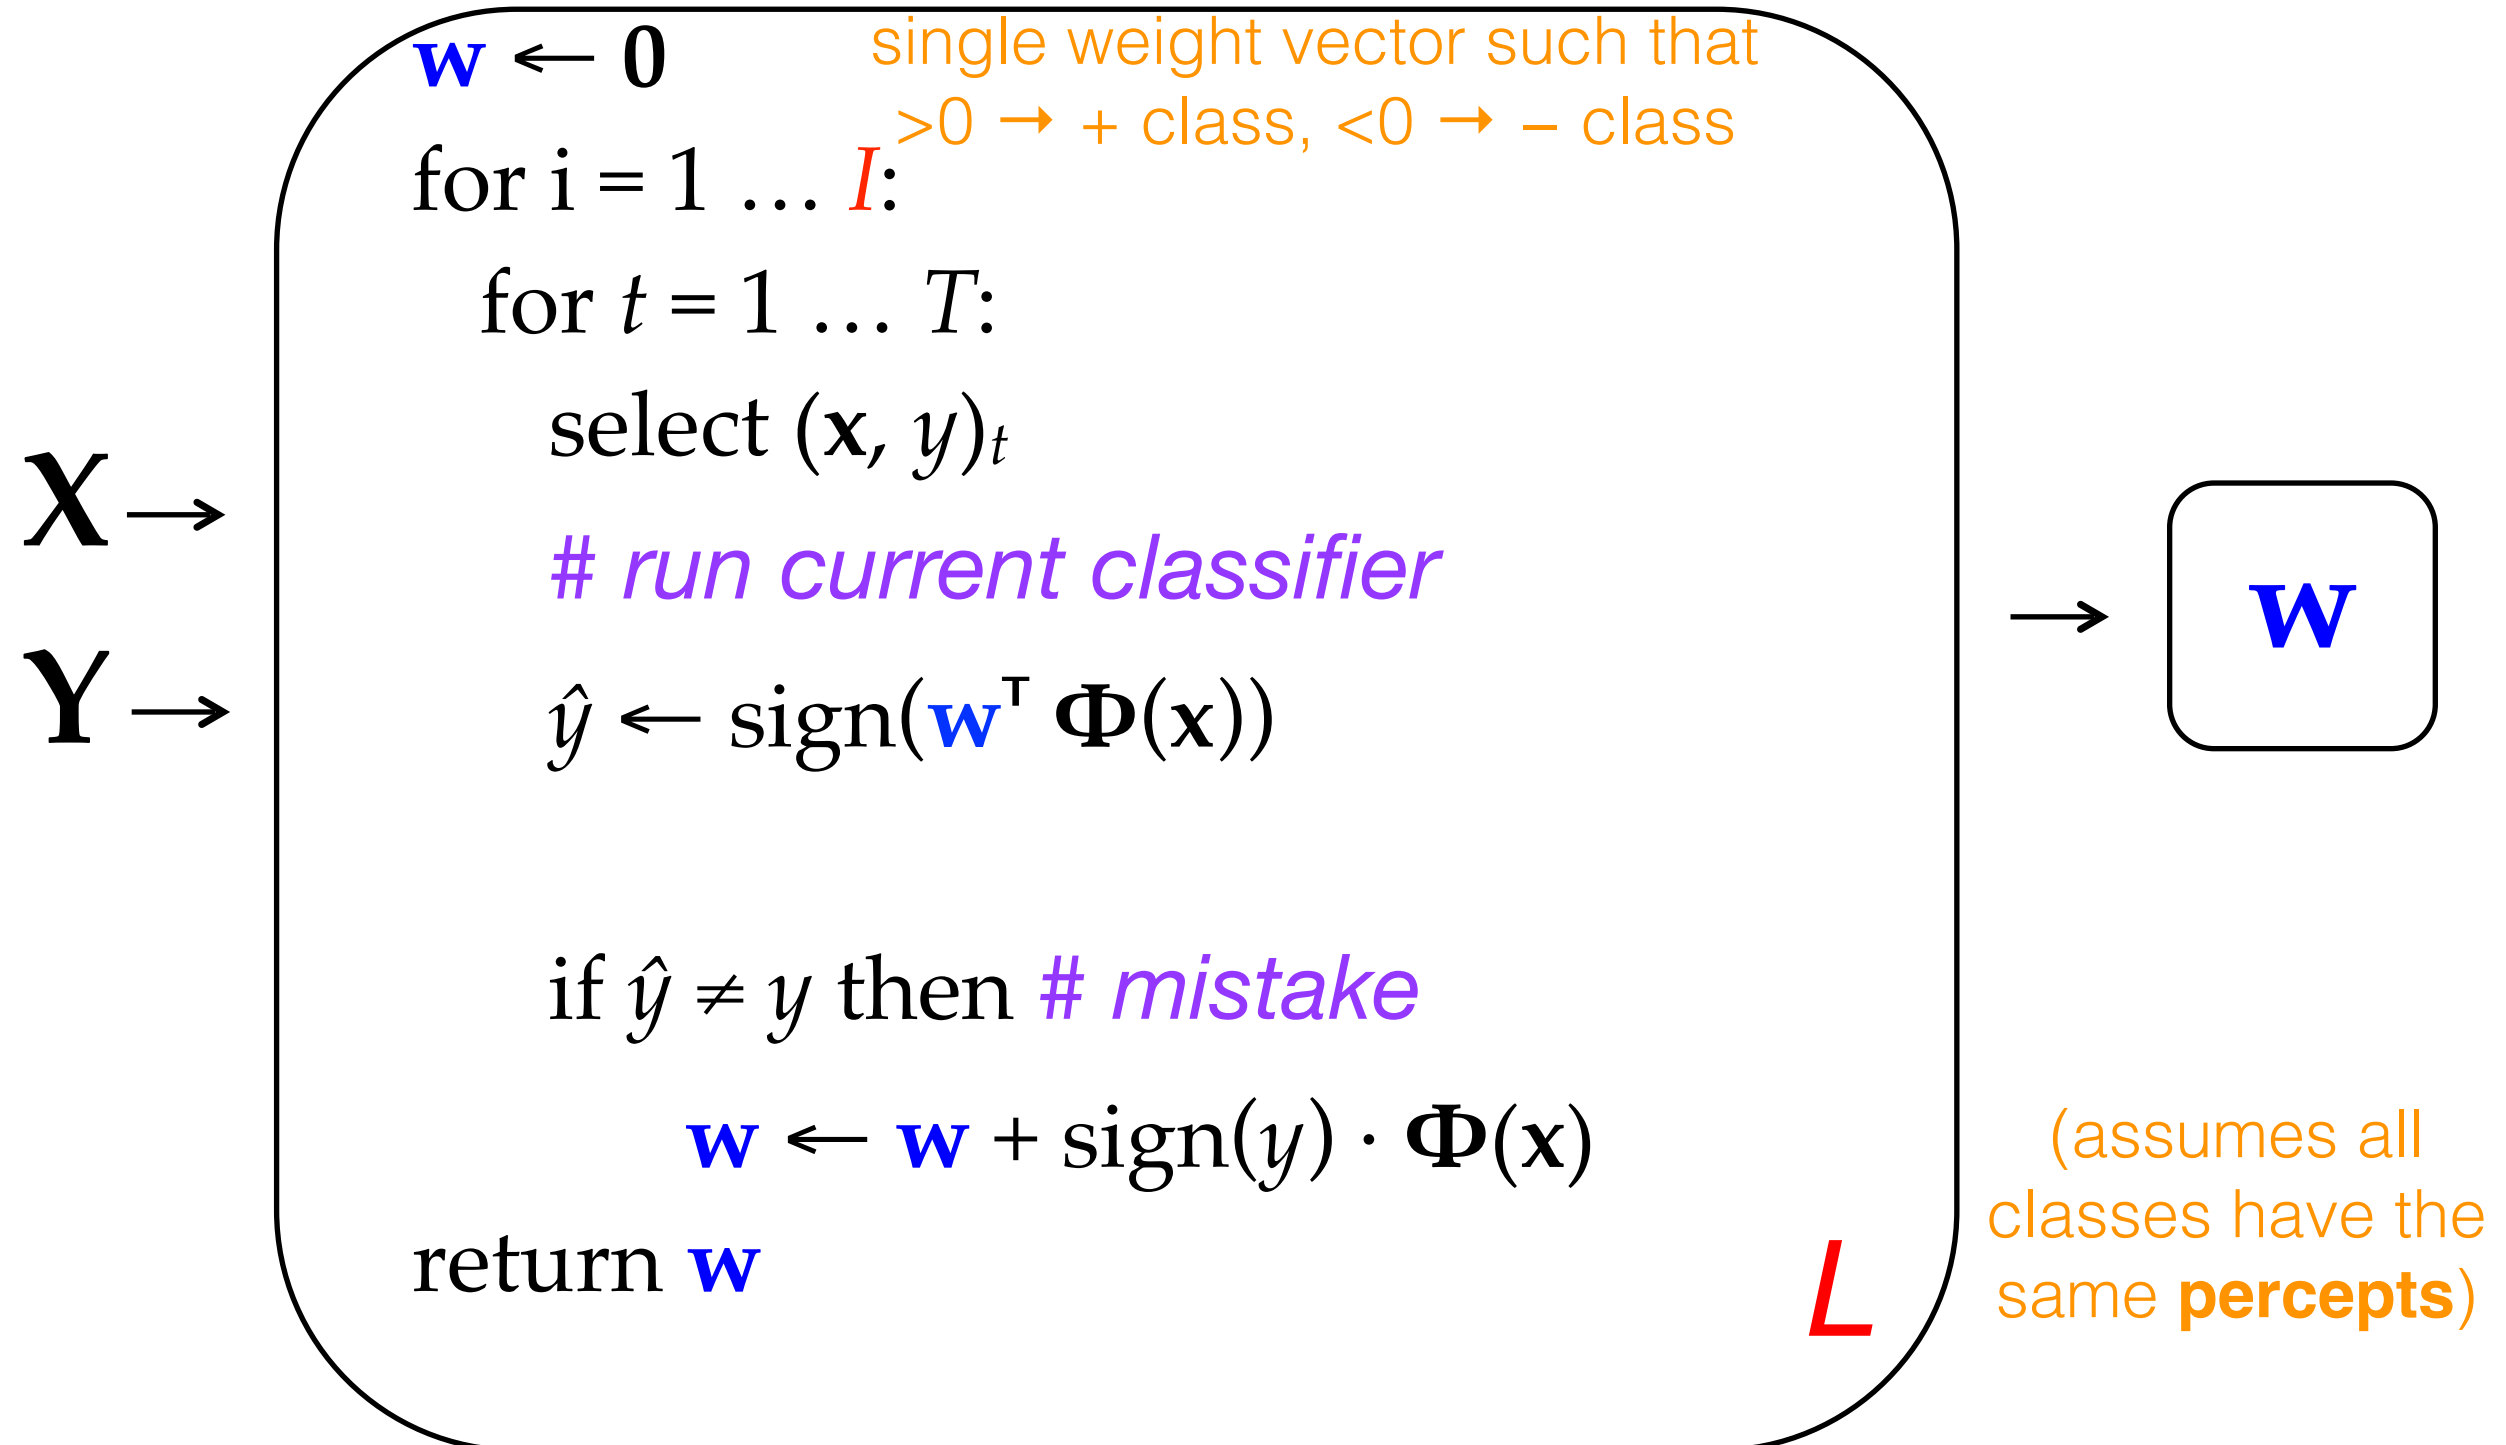 w ← 0
single weight vector such that
>0 → + class, <0 → – class
for i = 1 ... I:
for t = 1 ... T:
select (x, y)t
X →
# run current classifier
→ w
Y →
ŷ ← sign(w⊤ Φ(x))
if ŷ ≠ y then # mistake
w ← w + sign(y) · Φ(x)
return w
L
(assumes all
classes have the
same percepts)